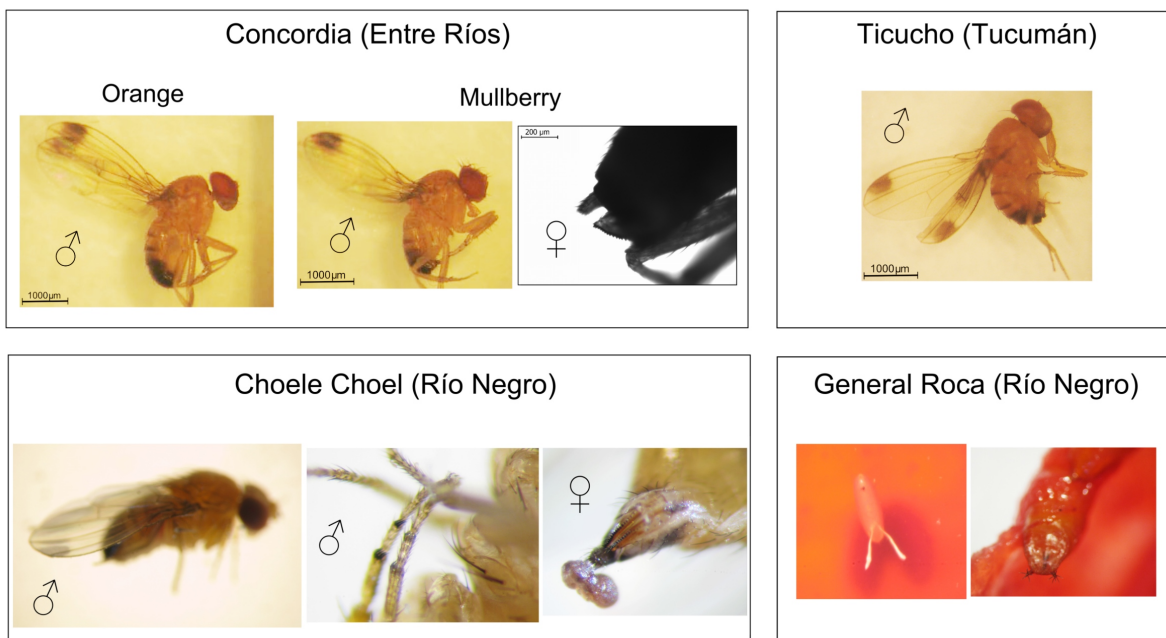 Concordia (Entre Ríos)
Orange
Mullberry
♂
1000µm
♂
1000µm
200 µm
♀
Ticucho (Tucumán)
♂
1000µm
Choele Choel (Río Negro)
♂
♂
♀
General Roca (Río Negro)